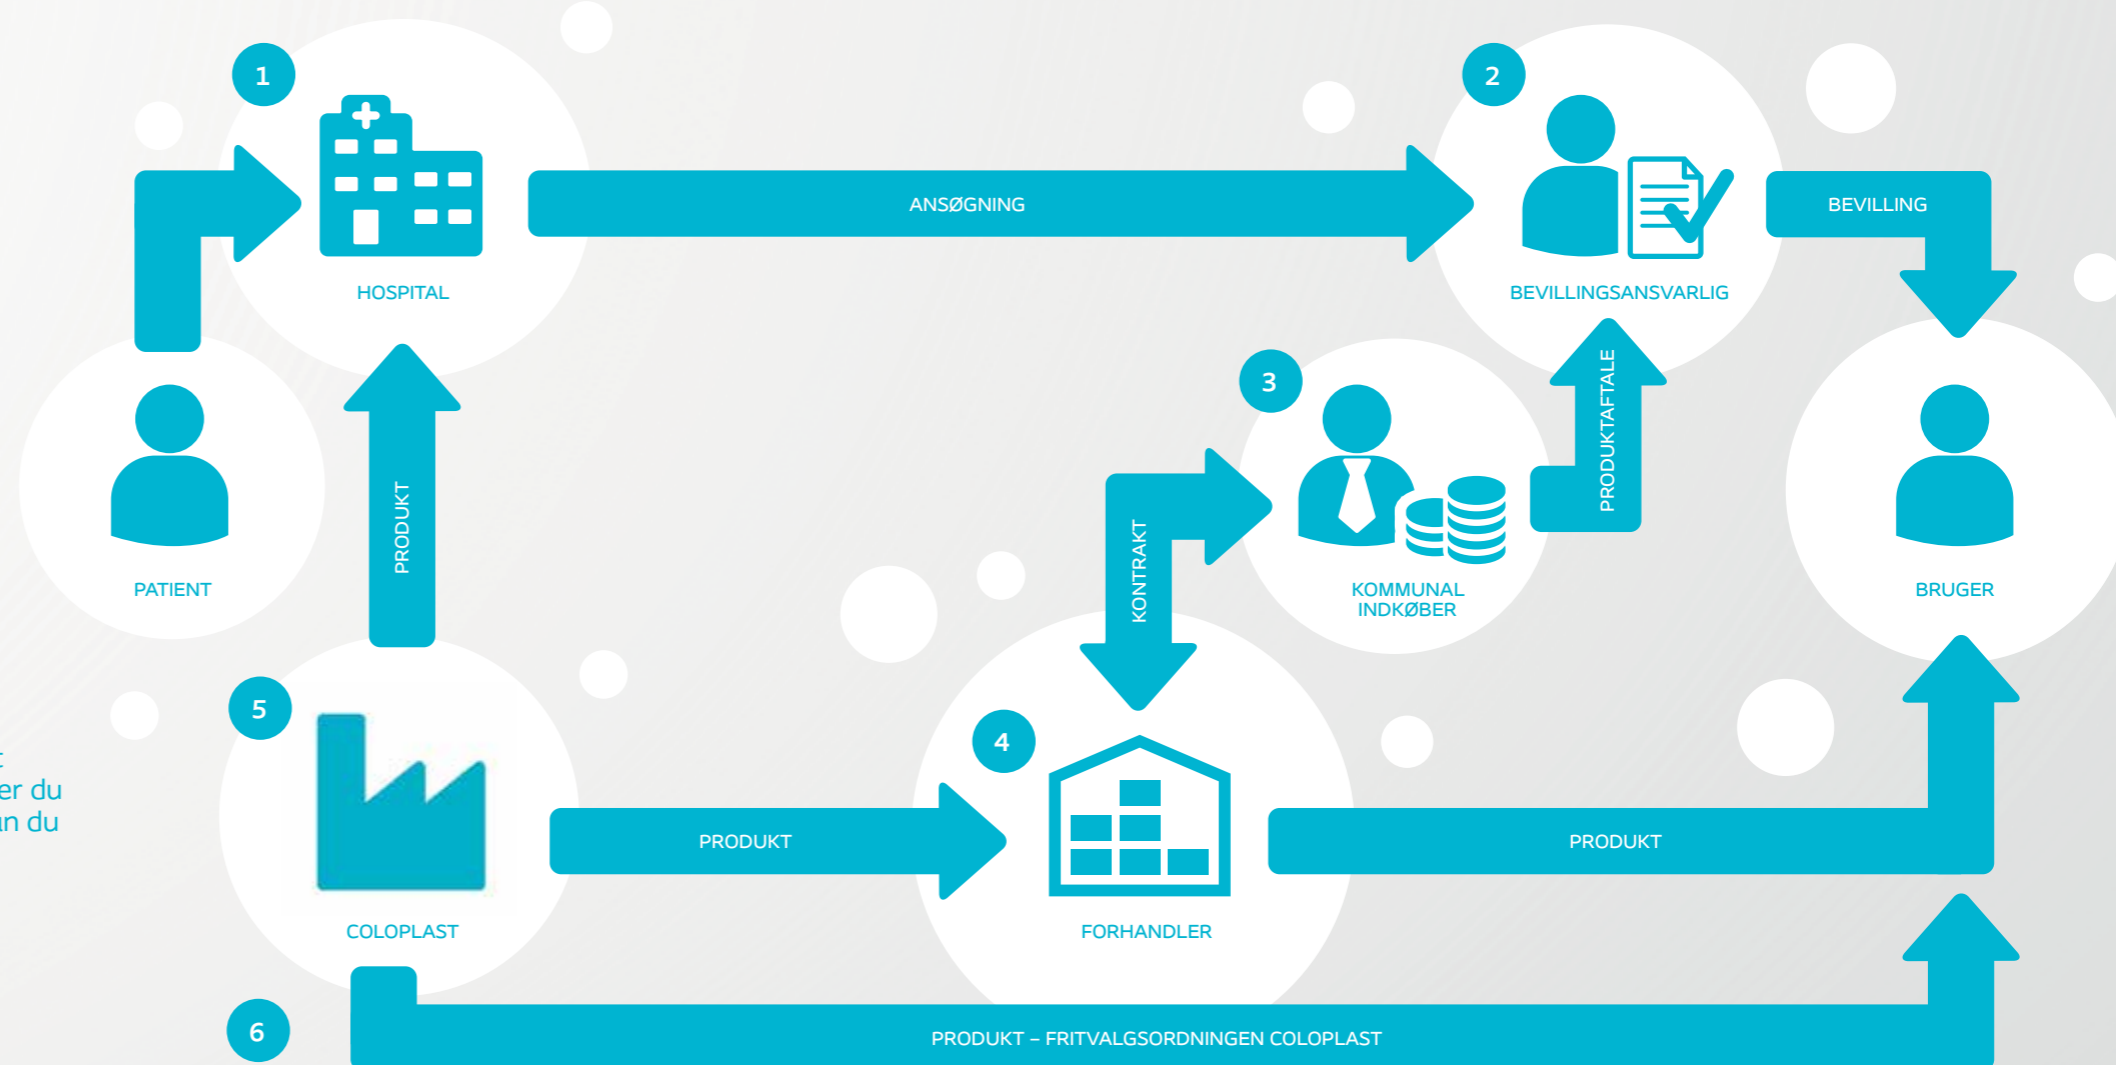 1
HOSPITAL
ANSØGNING
2
BEVILLINGSANSVARLIG
BEVILLING
PATIENT
PRODUKT
KONTRAKT
3
KOMMUNAL
INDKØBER
PRODUKTAFTALE
BRUGER
er du
du
5
COLOPLAST
PRODUKT
4
FORHANDLER
PRODUKT
6
PRODUKT – FRITVALGSORDNINGEN COLOPLAST